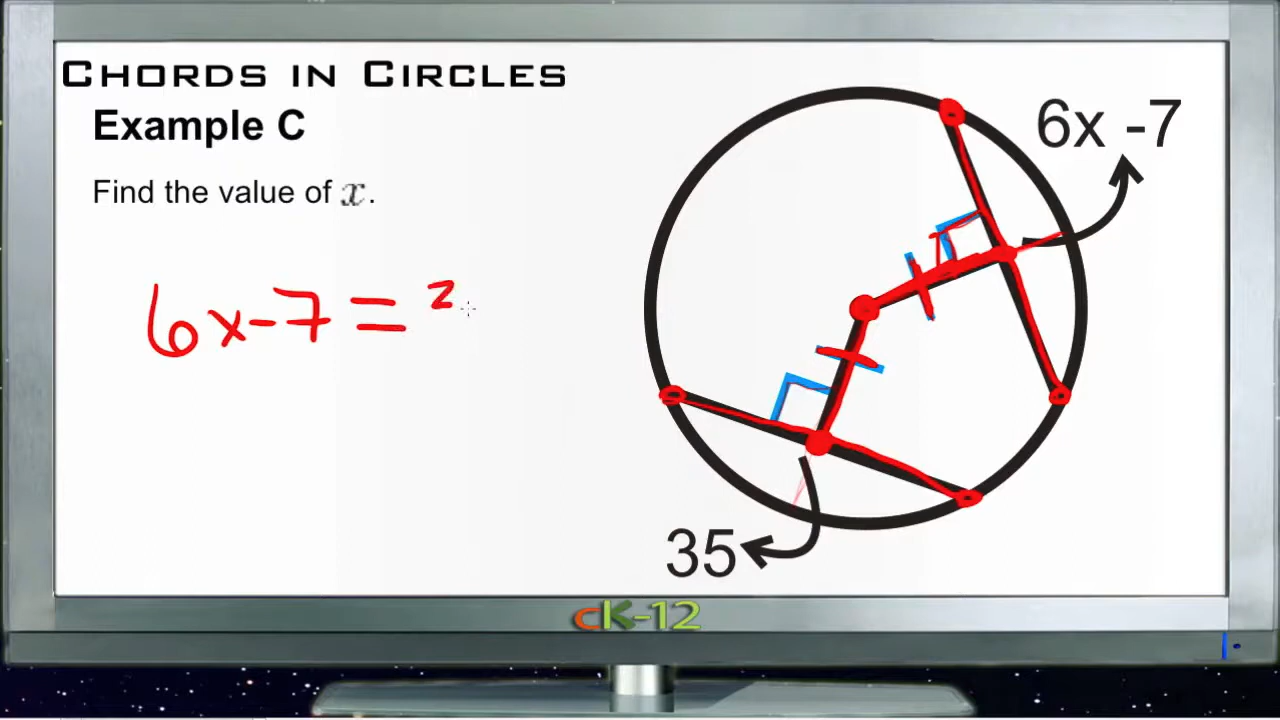 CHORDS IN CIRCLES
Example C
Find the value of x.
6x-7 =
6x -7
35
cK-12